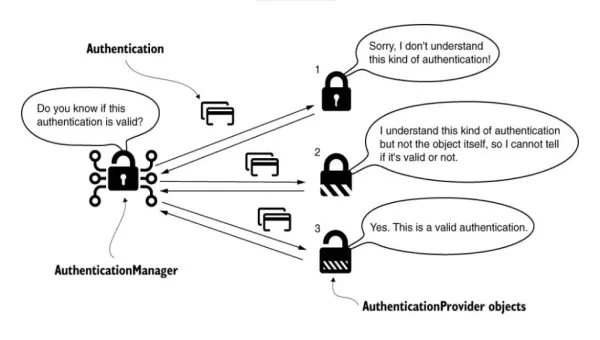 Authentication
Do you know if this
authentication is valid?
AuthenticationManager
1
Sorry, I don't understand
this kind of authentication!
2
I understand this kind of authentication
but not the object itself, so I cannot tell
if it's valid or not.
3
Yes. This is a valid authentication.
AuthenticationProvider objects